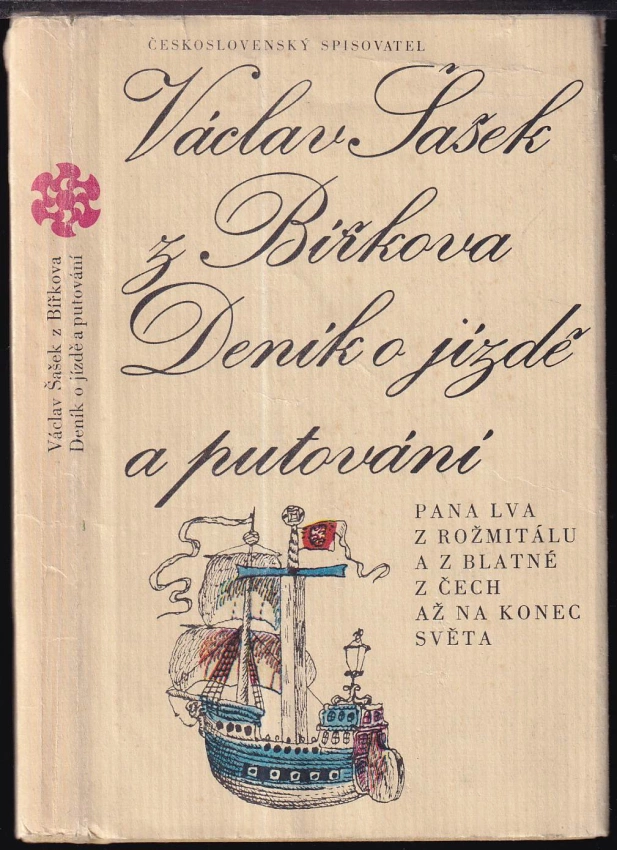 ČESKOSLOVENSKÝ SPISOVATEL
Václav Šašek
z Bířkova
Deník o jízdě
a putování
PANA LVA
Z ROŽMITÁLU
A Z BLATNÉ
Z ČECH
AŽ NA KONEC
SVĚTA
Václav Šašek z Bířkova
Deník o jízdě a putování